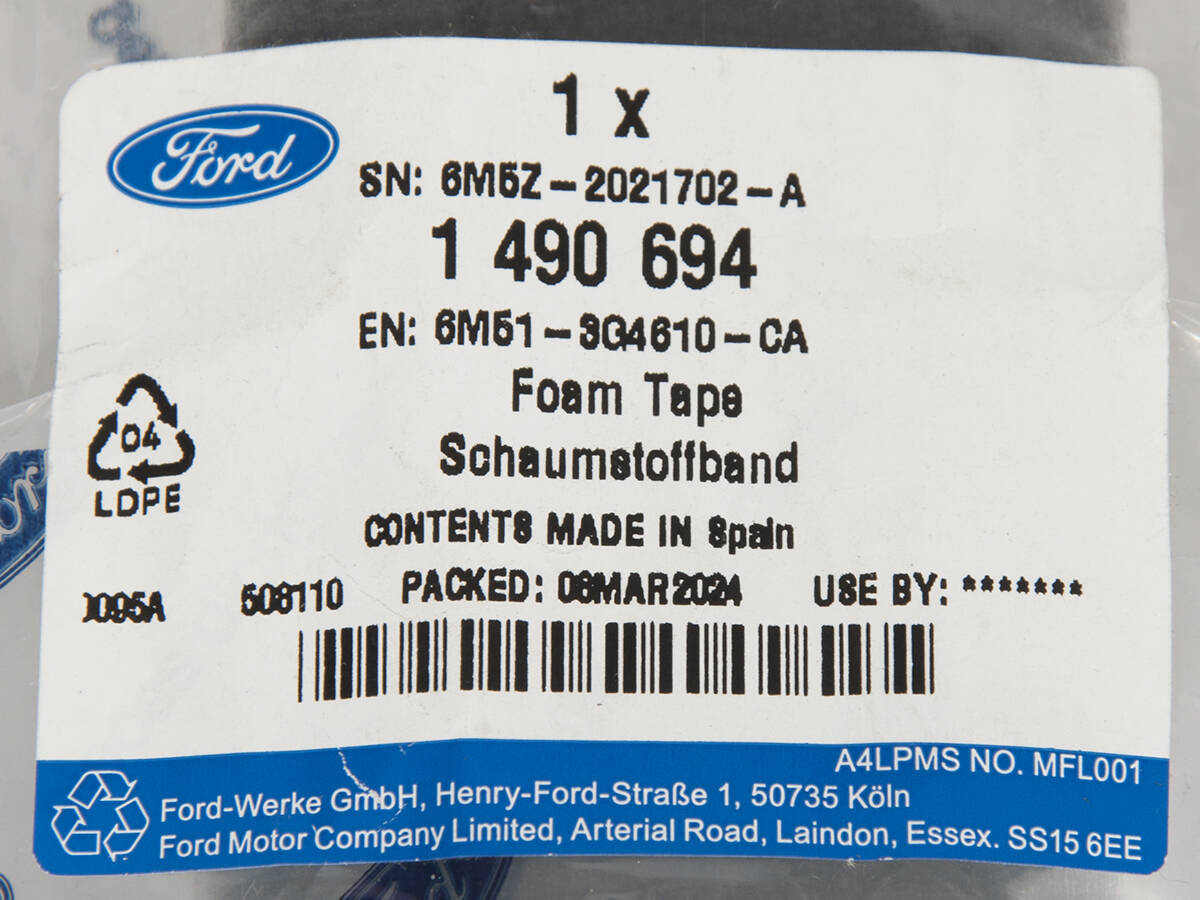 1 x
Ford
SN: 6M5Z-2021702-A
1 490 694
EN: 6M51-3G4610-CA
Foam Tape
Schaumstoffband
04
LDPE
CONTENTS MADE IN Spain
508110 PACKED: 08MAR2024 USE BY: *******
A4LPMS NO. MFL001
Ford-Werke GmbH, Henry-Ford-Straße 1, 50735 Köln
Ford Motor Company Limited, Arterial Road, Laindon, Essex. SS15 6EE